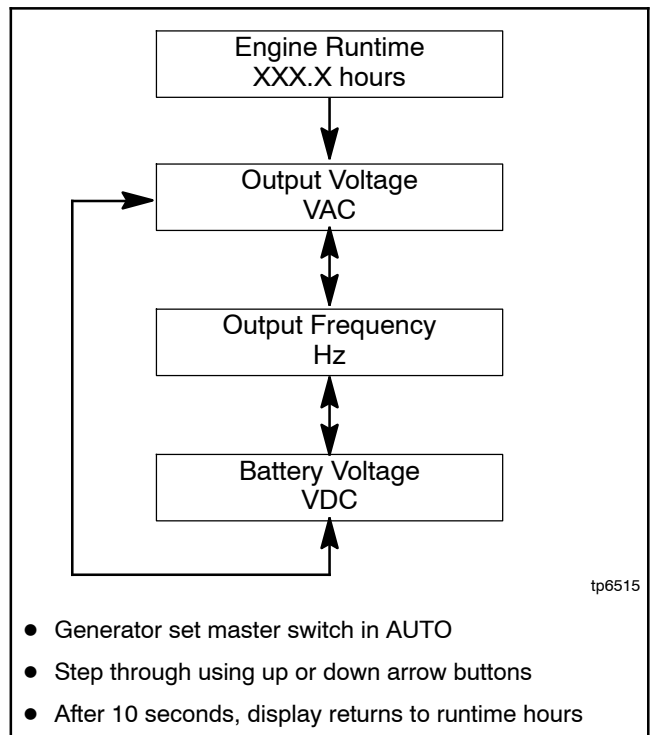 Engine Runtime
XXX.X hours
Output Voltage
VAC
Output Frequency
Hz
Battery Voltage
VDC
tp6515
● Generator set master switch in AUTO
● Step through using up or down arrow buttons
● After 10 seconds, display returns to runtime hours